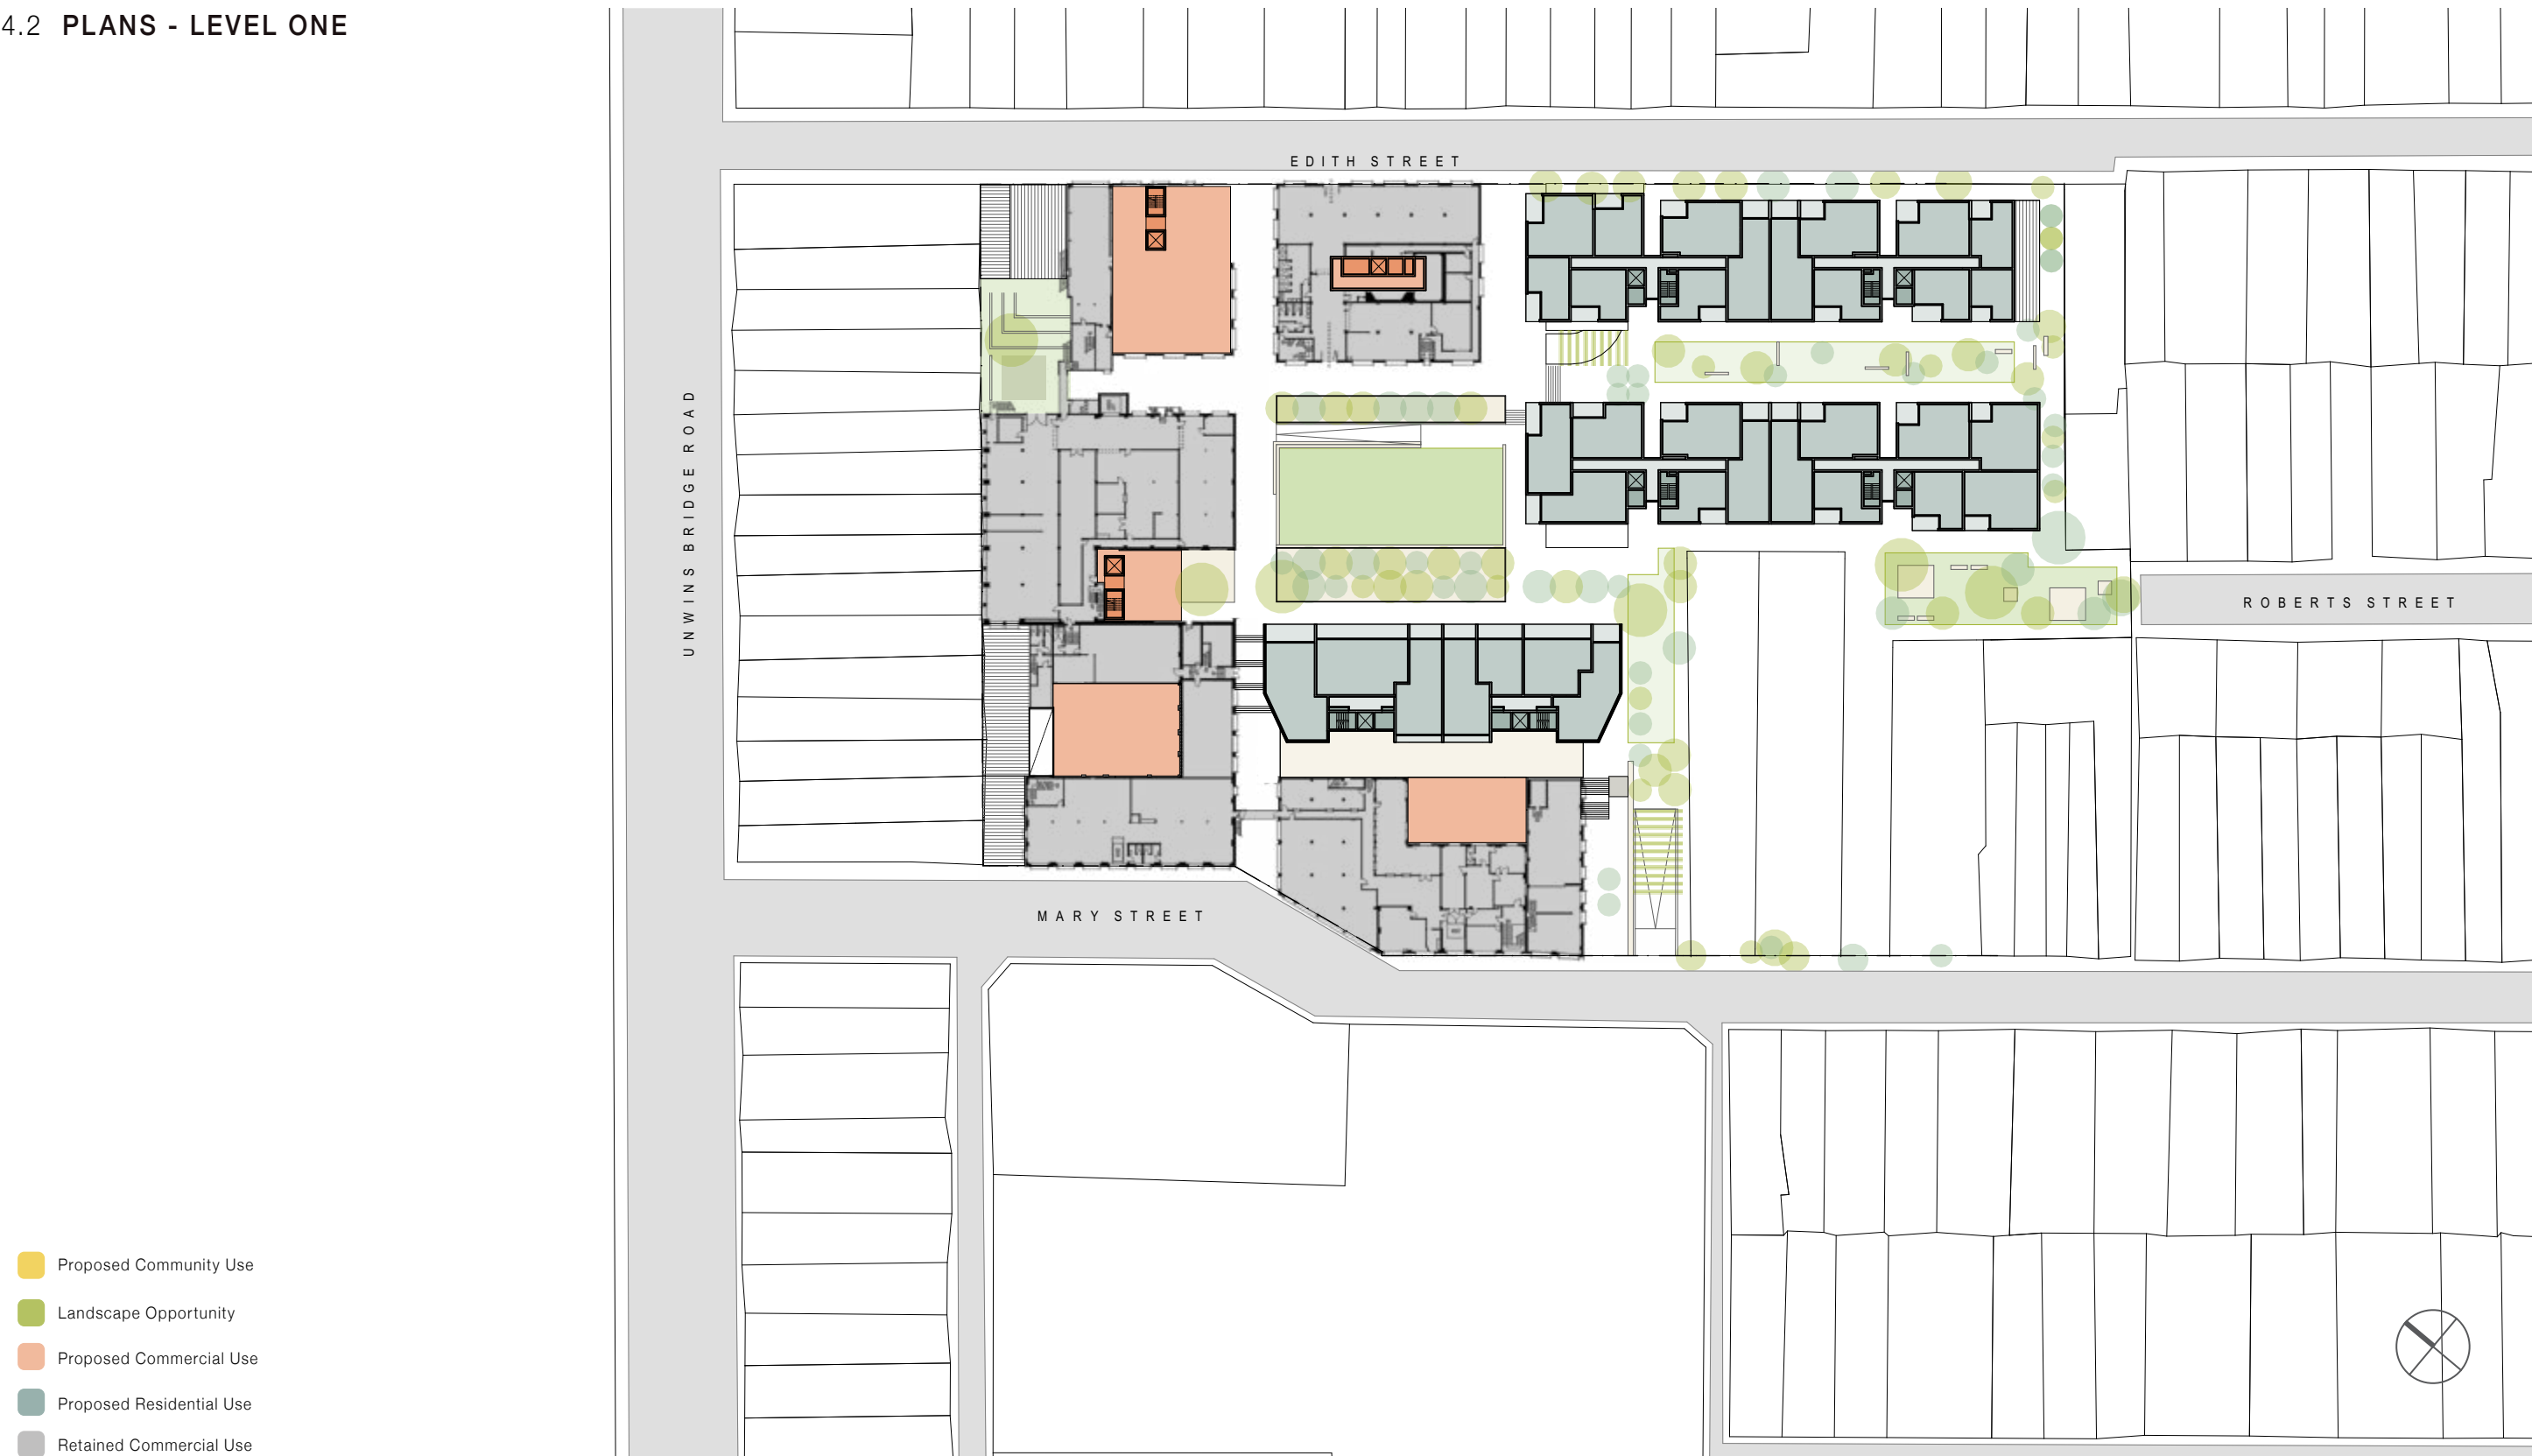 4.2 PLANS - LEVEL ONE
EDITH STREET
UNWINS BRIDGE ROAD
ROBERTS STREET
MARY STREET
Proposed Community Use
Landscape Opportunity
Proposed Commercial Use
Proposed Residential Use
Retained Commercial Use